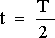 t = T/2